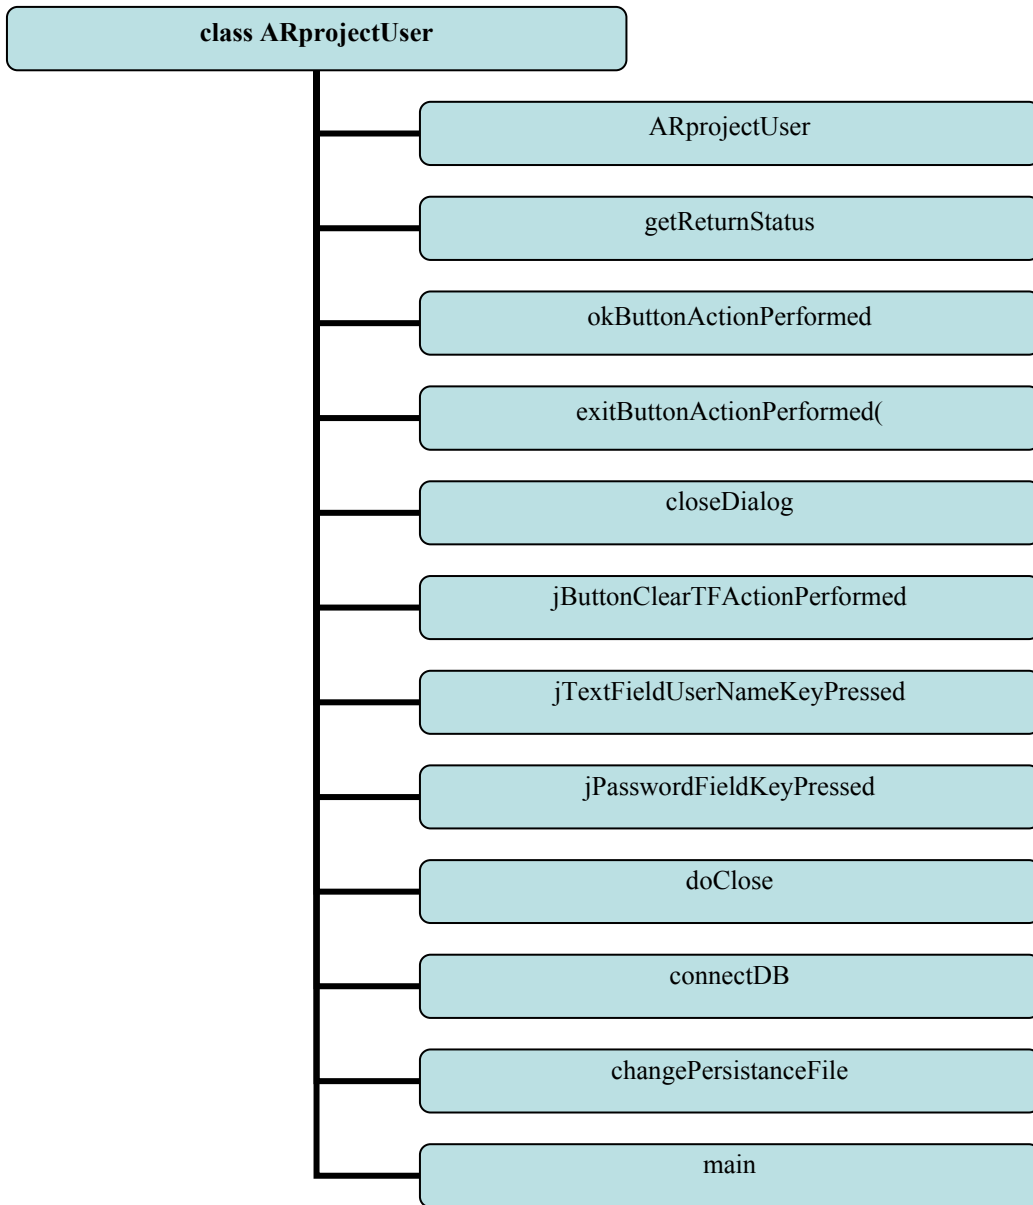 class ARprojectUser
ARprojectUser
getReturnStatus
okButtonActionPerformed
exitButtonActionPerformed(
closeDialog
jButtonClearTFActionPerformed
jTextFieldUserNameKeyPressed
jPasswordFieldKeyPressed
doClose
connectDB
changePersistanceFile
main